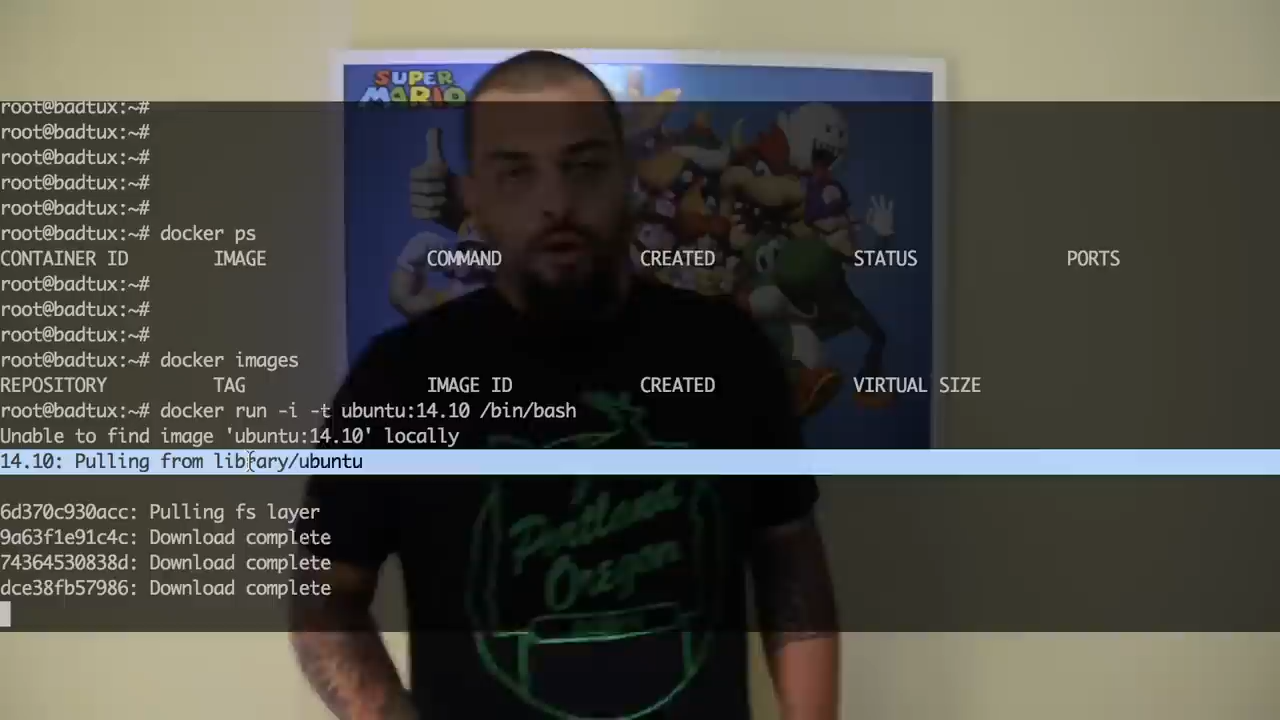 SUPER
MARIO
root@badtux:~#
root@badtux:~#
root@badtux:~#
root@badtux:~#
root@badtux:~#
root@badtux:~# docker ps
CONTAINER ID IMAGE COMMAND CREATED STATUS PORTS
root@badtux:~#
root@badtux:~#
root@badtux:~#
root@badtux:~# docker images
REPOSITORY TAG IMAGE ID CREATED VIRTUAL SIZE
root@badtux:~# docker run -i -t ubuntu:14.10 /bin/bash
Unable to find image 'ubuntu:14.10' locally
14.10: Pulling from library/ubuntu
6d370c930acc: Pulling fs layer
9a63f1e91c4c: Download complete
74364530838d: Download complete
dce38fb57986: Download complete
Portland
Oregon